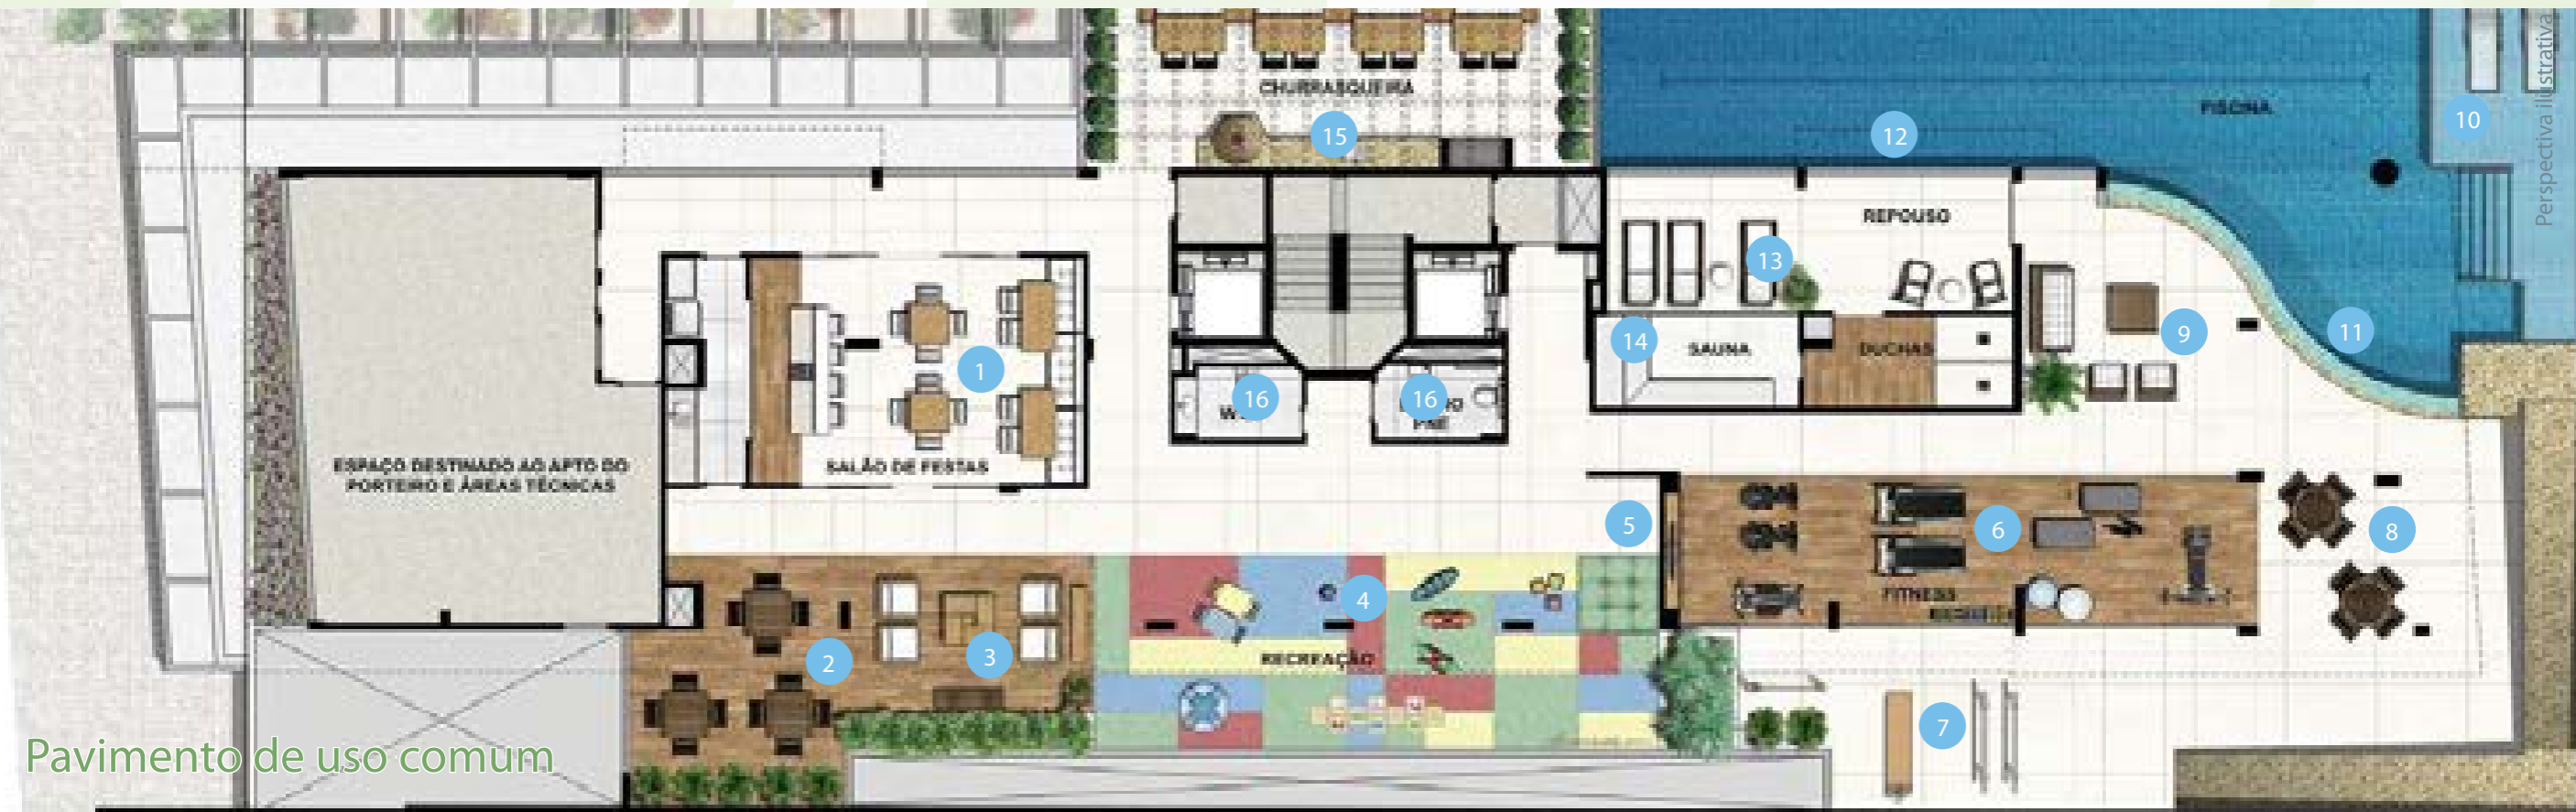 CHURRASQUEIRA
15
12
PISCINA
10
Perspectiva ilustrativa
REPOUSO
13
14
SAUNA
DUCHAS
9
11
1
SALÃO DE FESTAS
16
16
PNE
ESPAÇO DESTINADO AO APTO DO
PORTEIRO E ÁREAS TÉCNICAS
5
6
FITNESS
8
2
3
4
RECREAÇÃO
7
Pavimento de uso comum